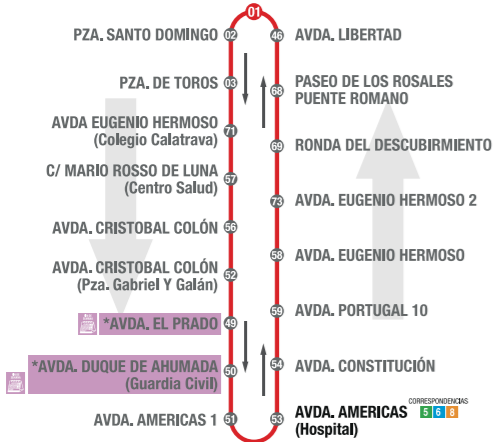 01
PZA. SANTO DOMINGO 02
PZA. DE TOROS 03
AVDA EUGENIO HERMOSO 71
(Colegio Calatrava)
C/ MARIO ROSSO DE LUNA 57
(Centro Salud)
AVDA. CRISTOBAL COLÓN 56
AVDA. CRISTOBAL COLÓN 52
(Pza. Gabriel Y Galán)
*AVDA. EL PRADO 49
*AVDA. DUQUE DE AHUMADA 50
(Guardia Civil)
AVDA. AMERICAS 1 51
46 AVDA. LIBERTAD
68 PASEO DE LOS ROSALES
PUENTE ROMANO
69 RONDA DEL DESCUBIRMIENTO
73 AVDA. EUGENIO HERMOSO 2
58 AVDA. EUGENIO HERMOSO
59 AVDA. PORTUGAL 10
54 AVDA. CONSTITUCIÓN
CORRESPONDENCIAS
53 AVDA. AMERICAS 5 6 8
(Hospital)